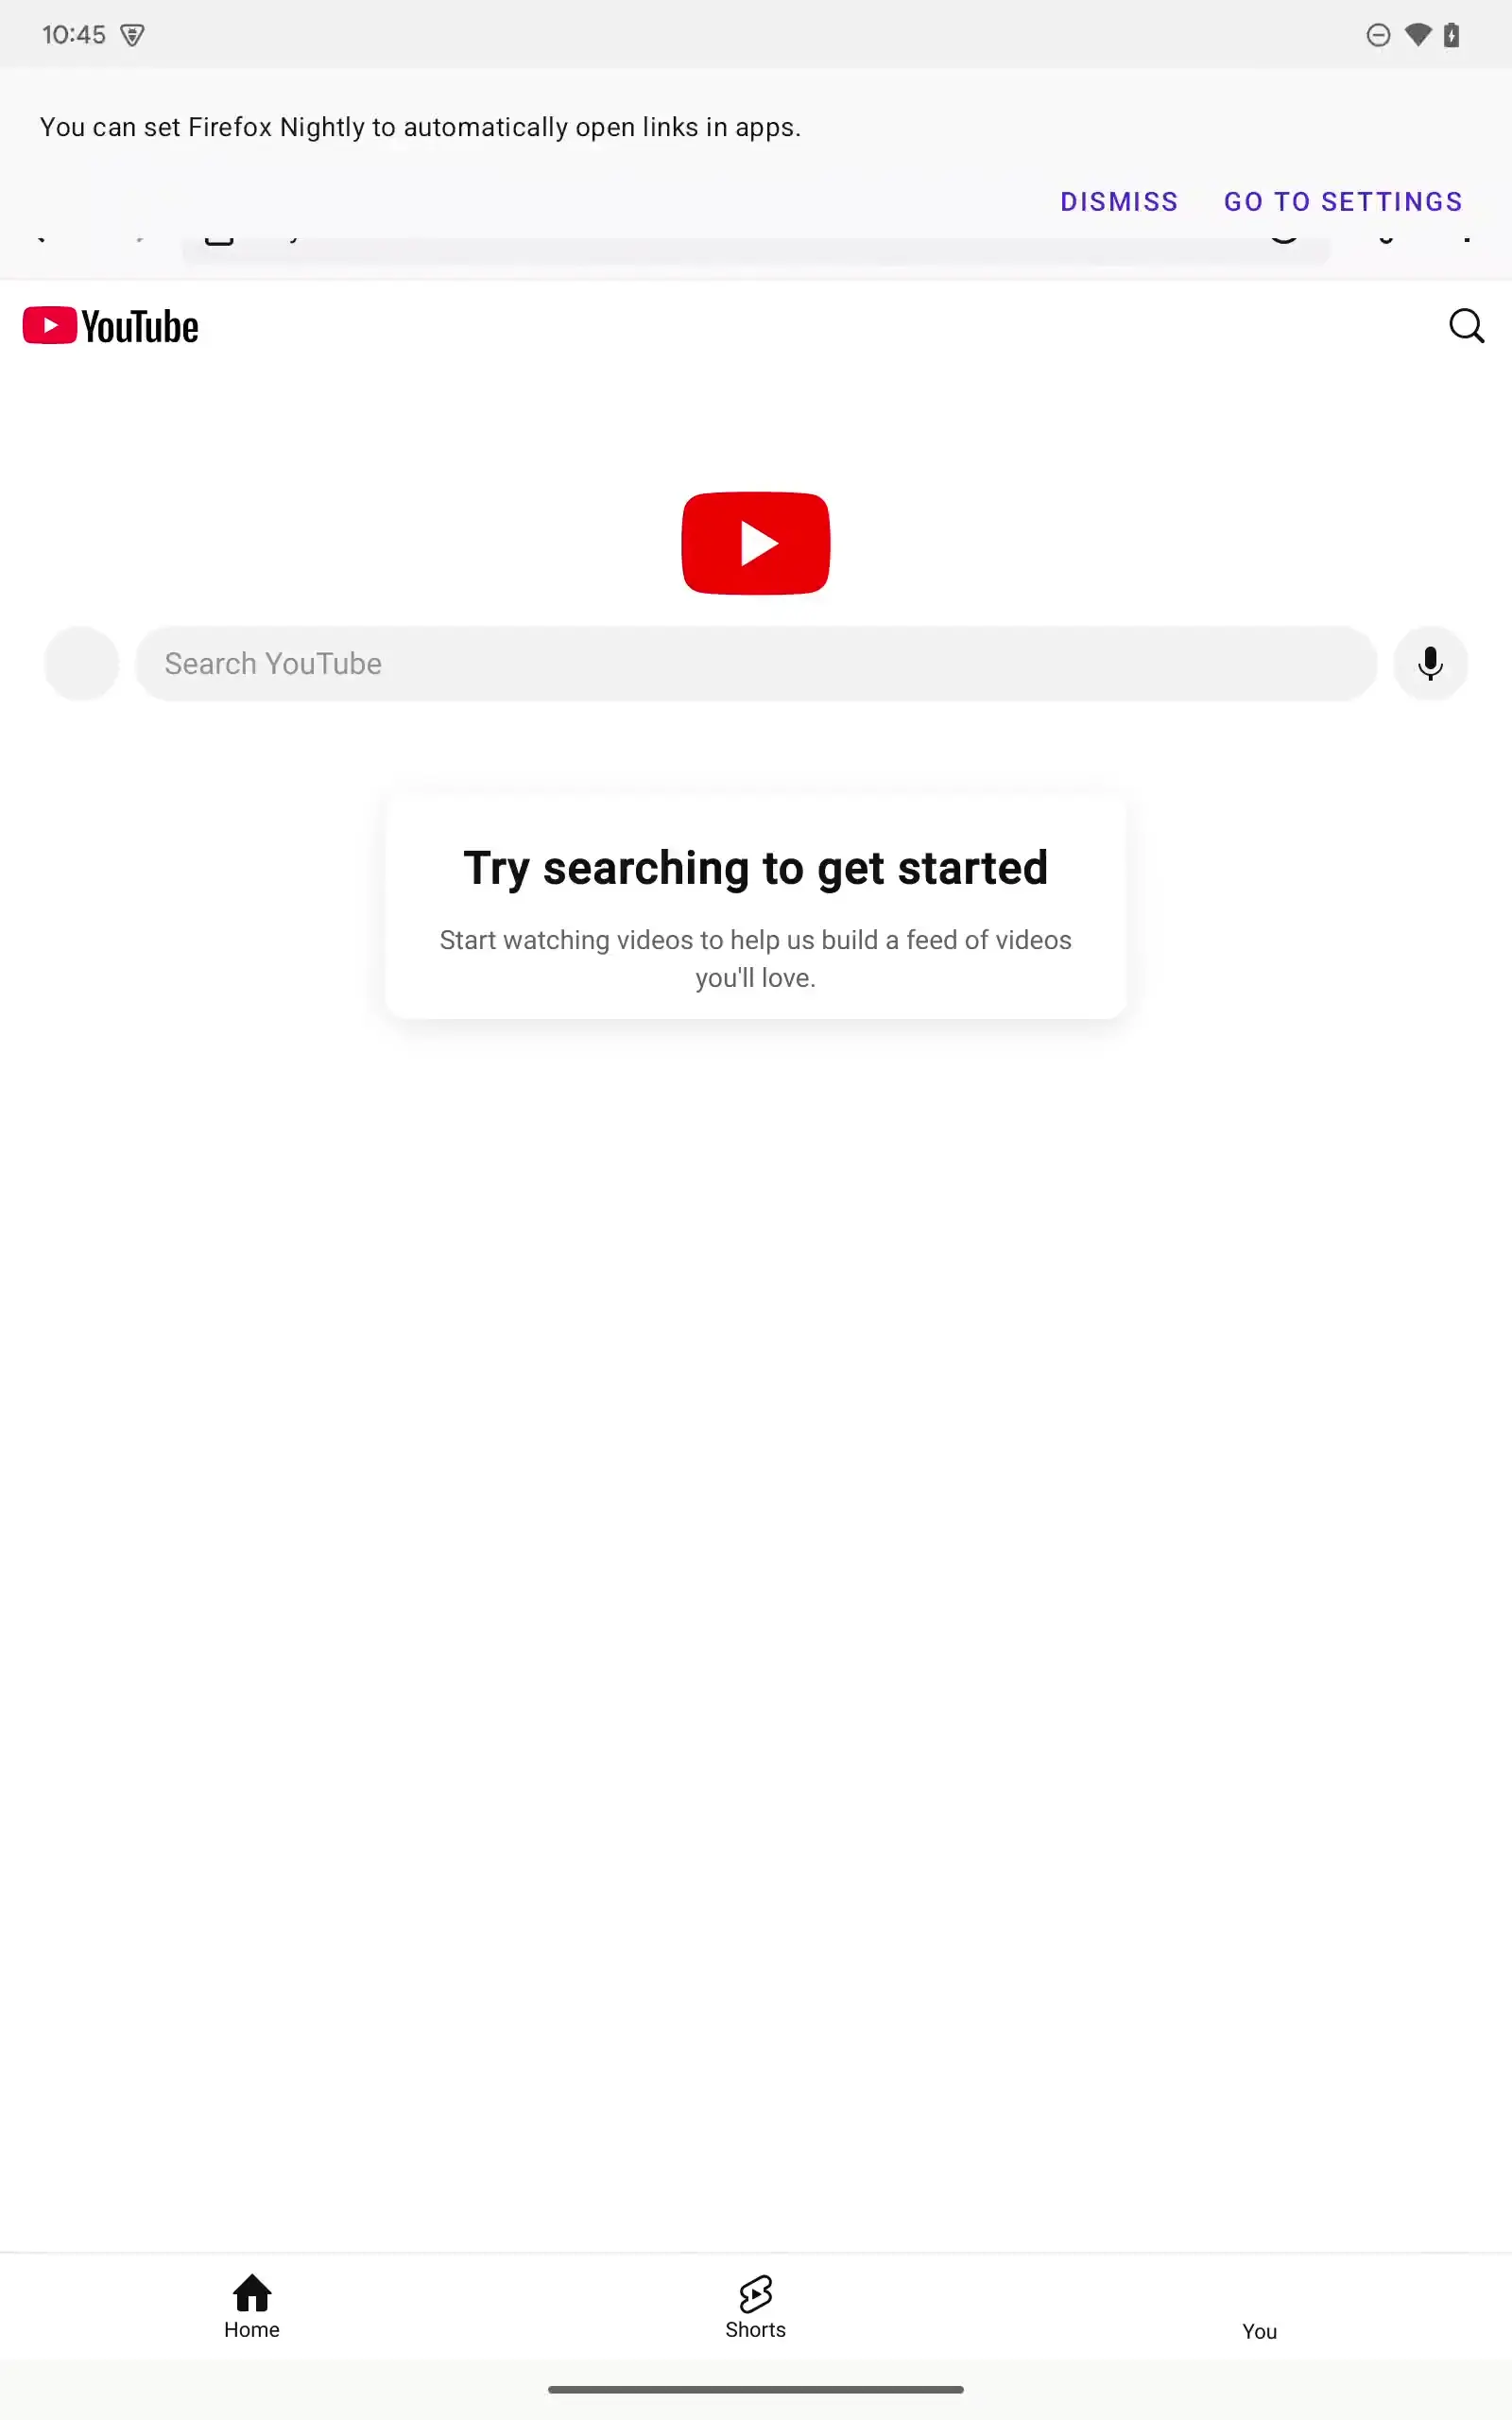 10:45
You can set Firefox Nightly to automatically open links in apps.
DISMISS GO TO SETTINGS
YouTube
Search YouTube
Try searching to get started
Start watching videos to help us build a feed of videos
you'll love.
Home
Shorts
You